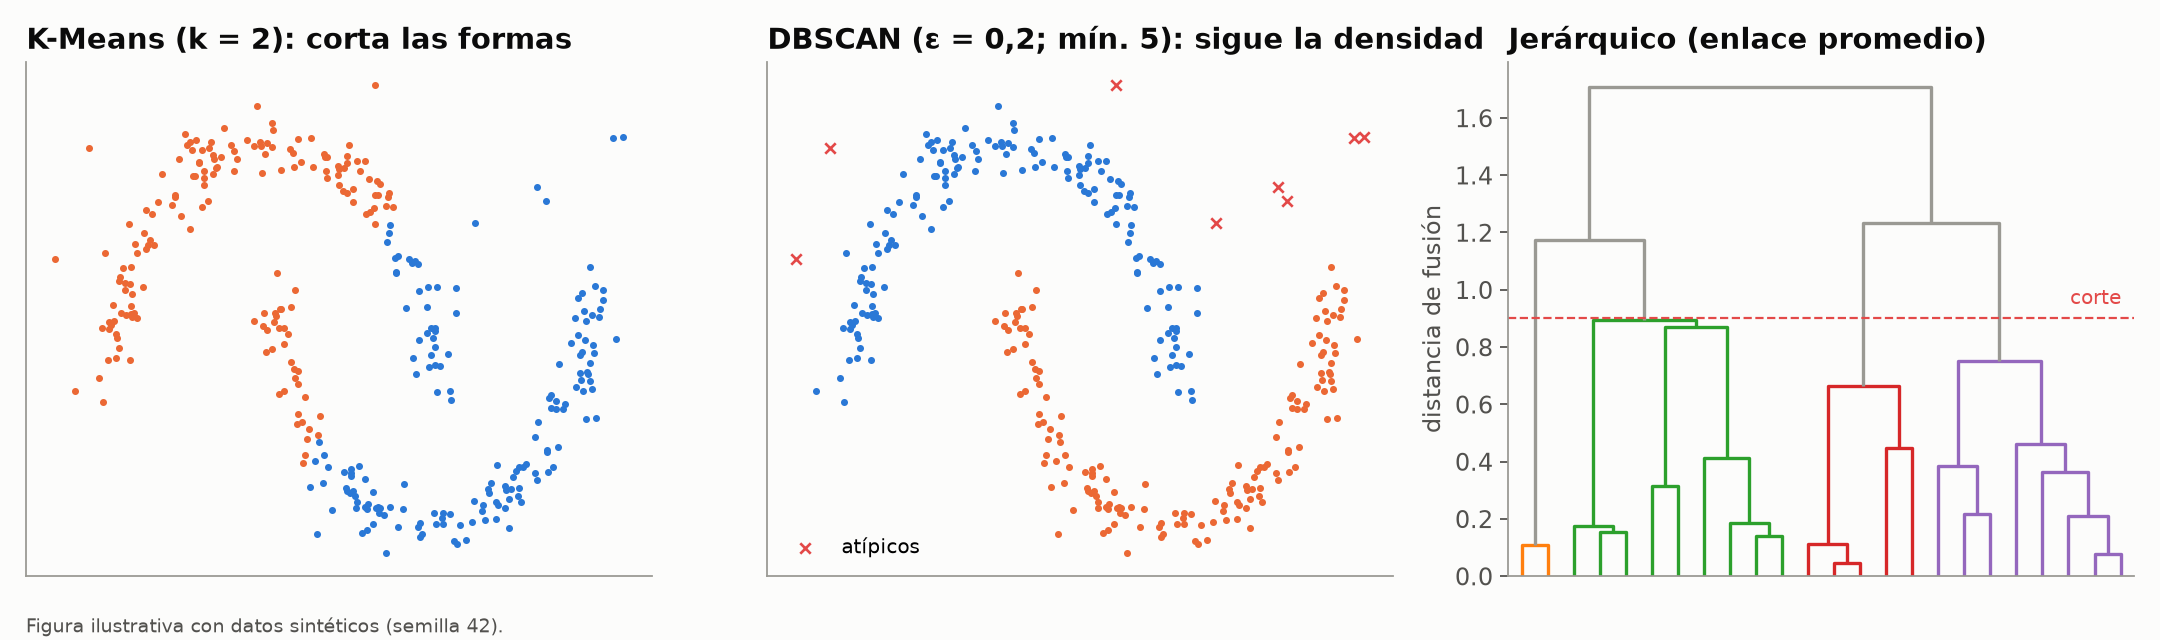 K-Means (k = 2): corta las formas
DBSCAN (ε = 0,2; mín. 5): sigue la densidad
atípicos
Jerárquico (enlace promedio)
distancia de fusión
1.6
1.4
1.2
1.0
0.8
0.6
0.4
0.2
0.0
corte
Figura ilustrativa con datos sintéticos (semilla 42).